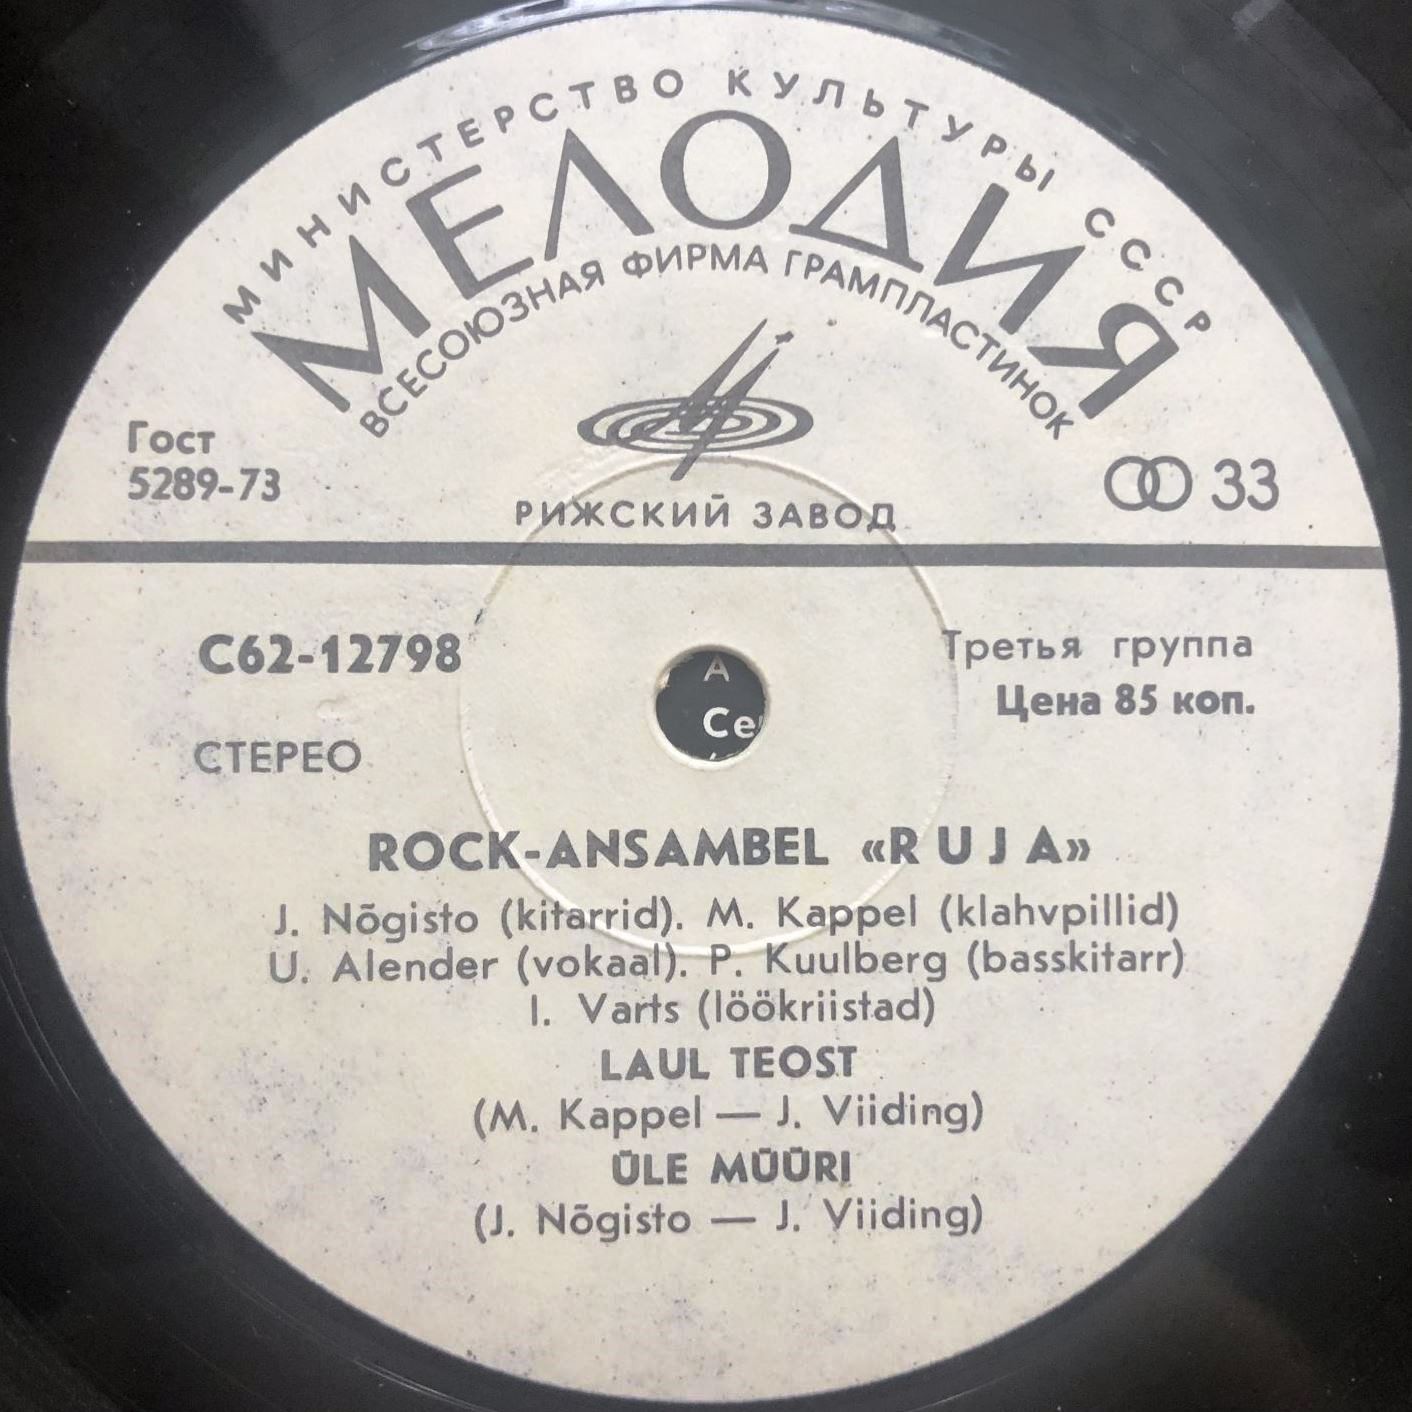 МИНИСТЕРСТВО КУЛЬТУРЫ СССР
МЕЛОДИЯ
ВСЕСОЮЗНАЯ ФИРМА ГРАМПЛАСТИНОК
Гост
5289-73
33
РИЖСКИЙ ЗАВОД
С62-12798
Третья группа
Цена 85 коп.
СТЕРЕО
ROCK-ANSAMBEL «RUJA»
J. Nõgisto (kitarrid). M. Kappel (klahvpillid)
U. Alender (vokaal). P. Kuulberg (basskitarr)
I. Varts (löökriistad)
LAUL TEOST
(M. Kappel — J. Viiding)
ÜLE MÜÜRI
(J. Nõgisto — J. Viiding)